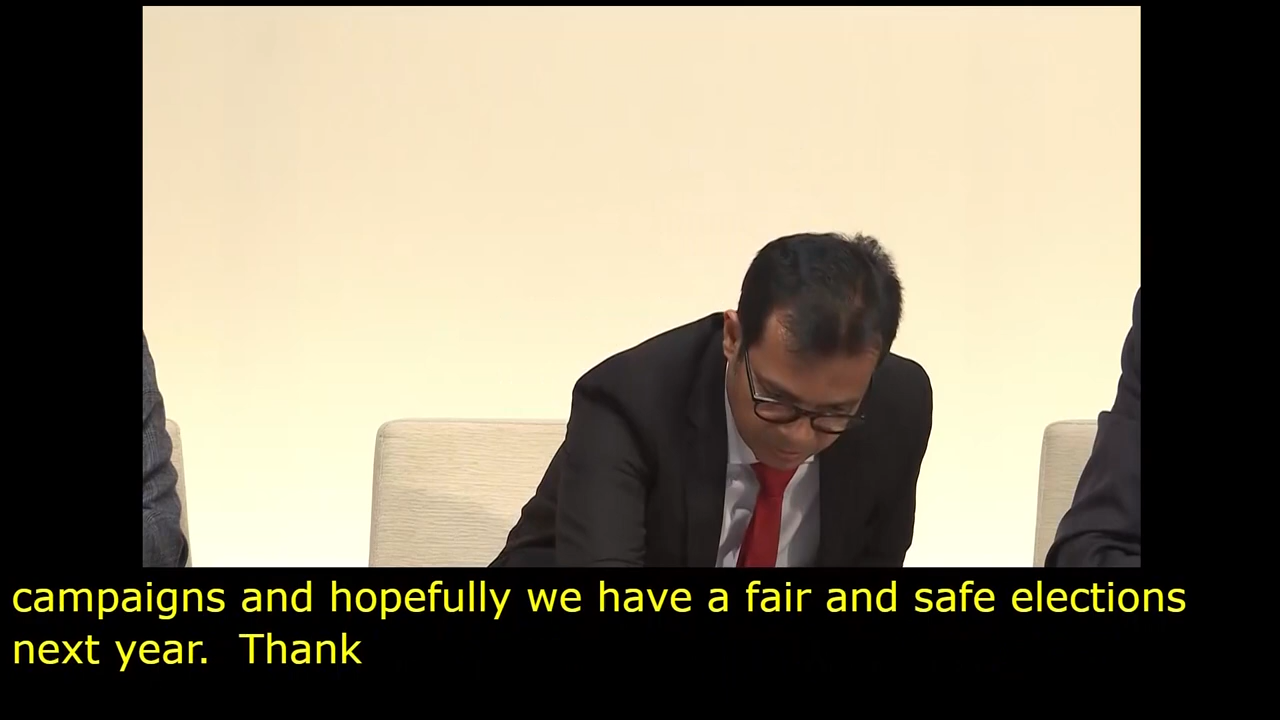 campaigns and hopefully we have a fair and safe elections
next year.  Thank